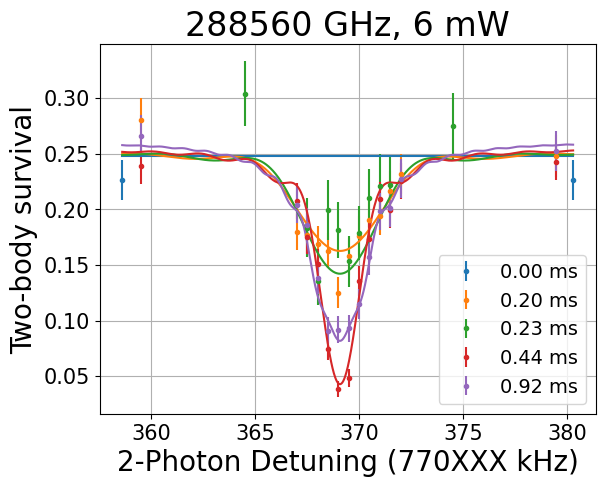 288560 GHz, 6 mW
Two-body survival
0.30
0.25
0.20
0.15
0.10
0.05
360 365 370 375 380
2-Photon Detuning (770XXX kHz)
0.00 ms
0.20 ms
0.23 ms
0.44 ms
0.92 ms